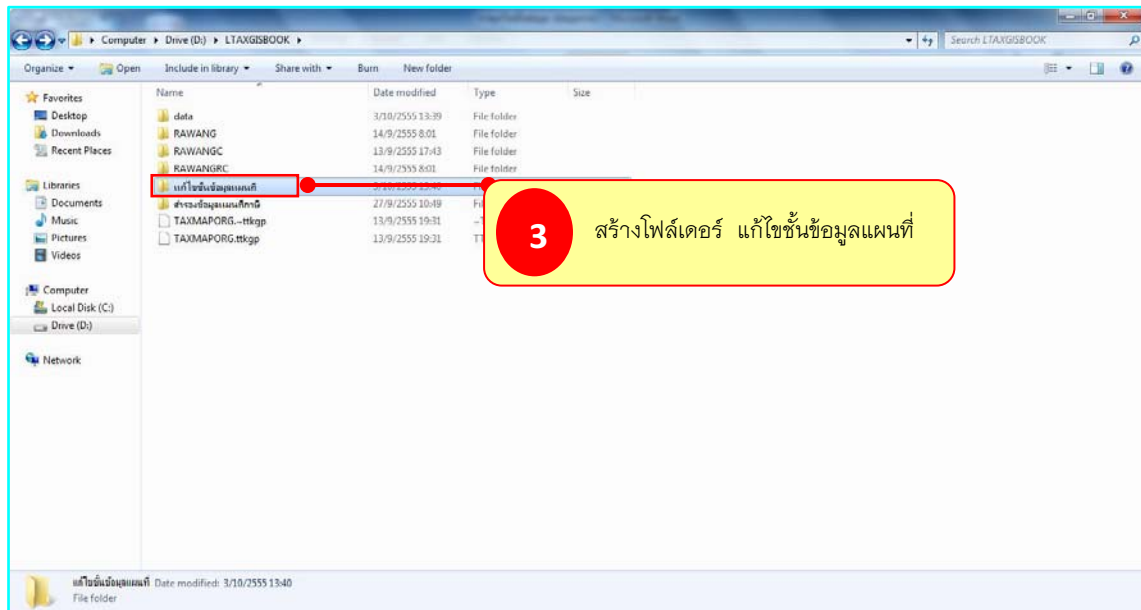 Computer ▸ Drive (D:) ▸ LTAXGISBOOK ▸ Search LTAXGISBOOK
Organize Open Include in library Share with Burn New folder
Name Date modified Type Size
Favorites
Desktop
Downloads
Recent Places
Libraries
Documents
Music
Pictures
Videos
Computer
Local Disk (C:)
Drive (D:)
Network
data 3/10/2555 13:39 File folder
RAWANG 14/9/2555 8:01 File folder
RAWANGC 13/9/2555 17:43 File folder
RAWANGRC 14/9/2555 8:01 File folder
แก้ไขชั้นข้อมูลแผนที่
สำรองข้อมูลแผนที่ภาษี 27/9/2555 10:49
TAXMAPORG.~ttkgp 13/9/2555 19:31
TAXMAPORG.ttkgp 13/9/2555 19:31
3 สร้างโฟล์เดอร์ แก้ไขชั้นข้อมูลแผนที่
แก้ไขชั้นข้อมูลแผนที่ Date modified: 3/10/2555 13:40
File folder